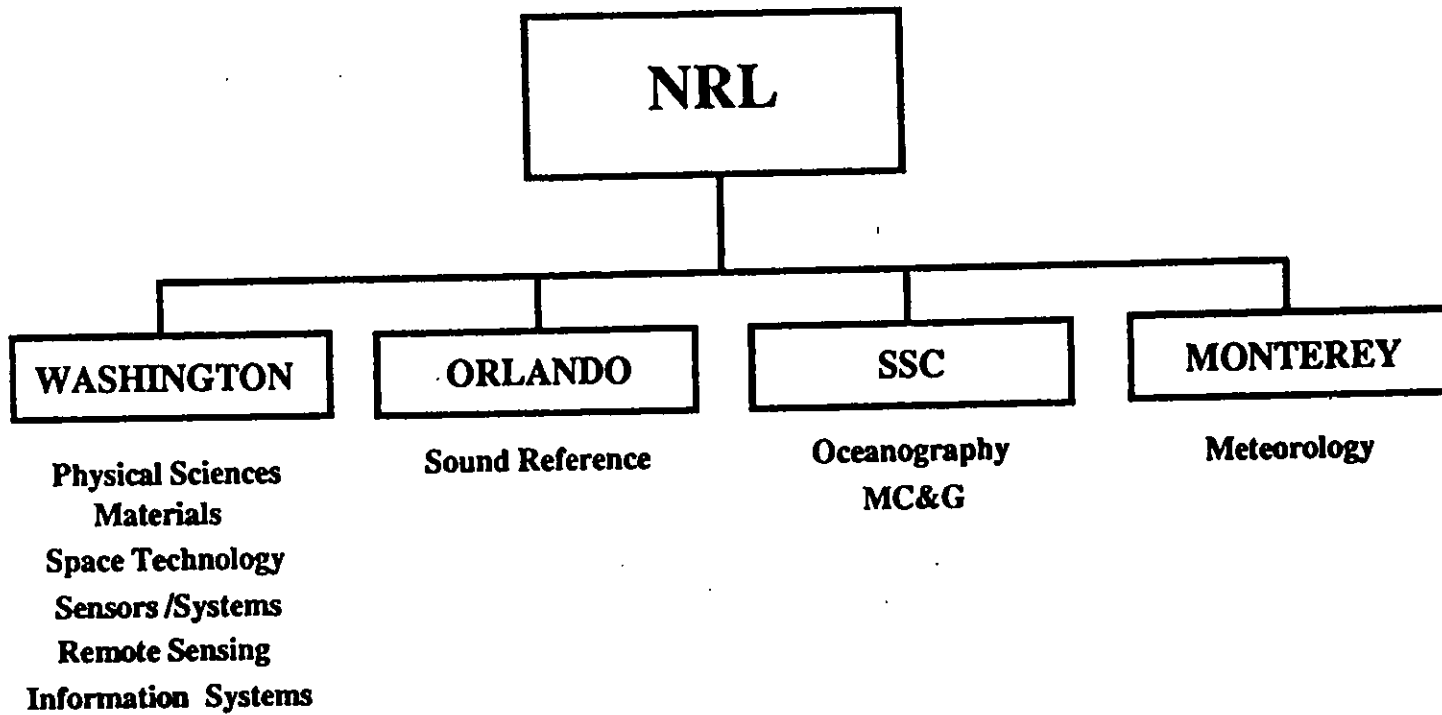 NRL
WASHINGTON
Physical Sciences
Materials
Space Technology
Sensors /Systems
Remote Sensing
Information Systems
ORLANDO
Sound Reference
SSC
Oceanography
MC&G
MONTEREY
Meteorology